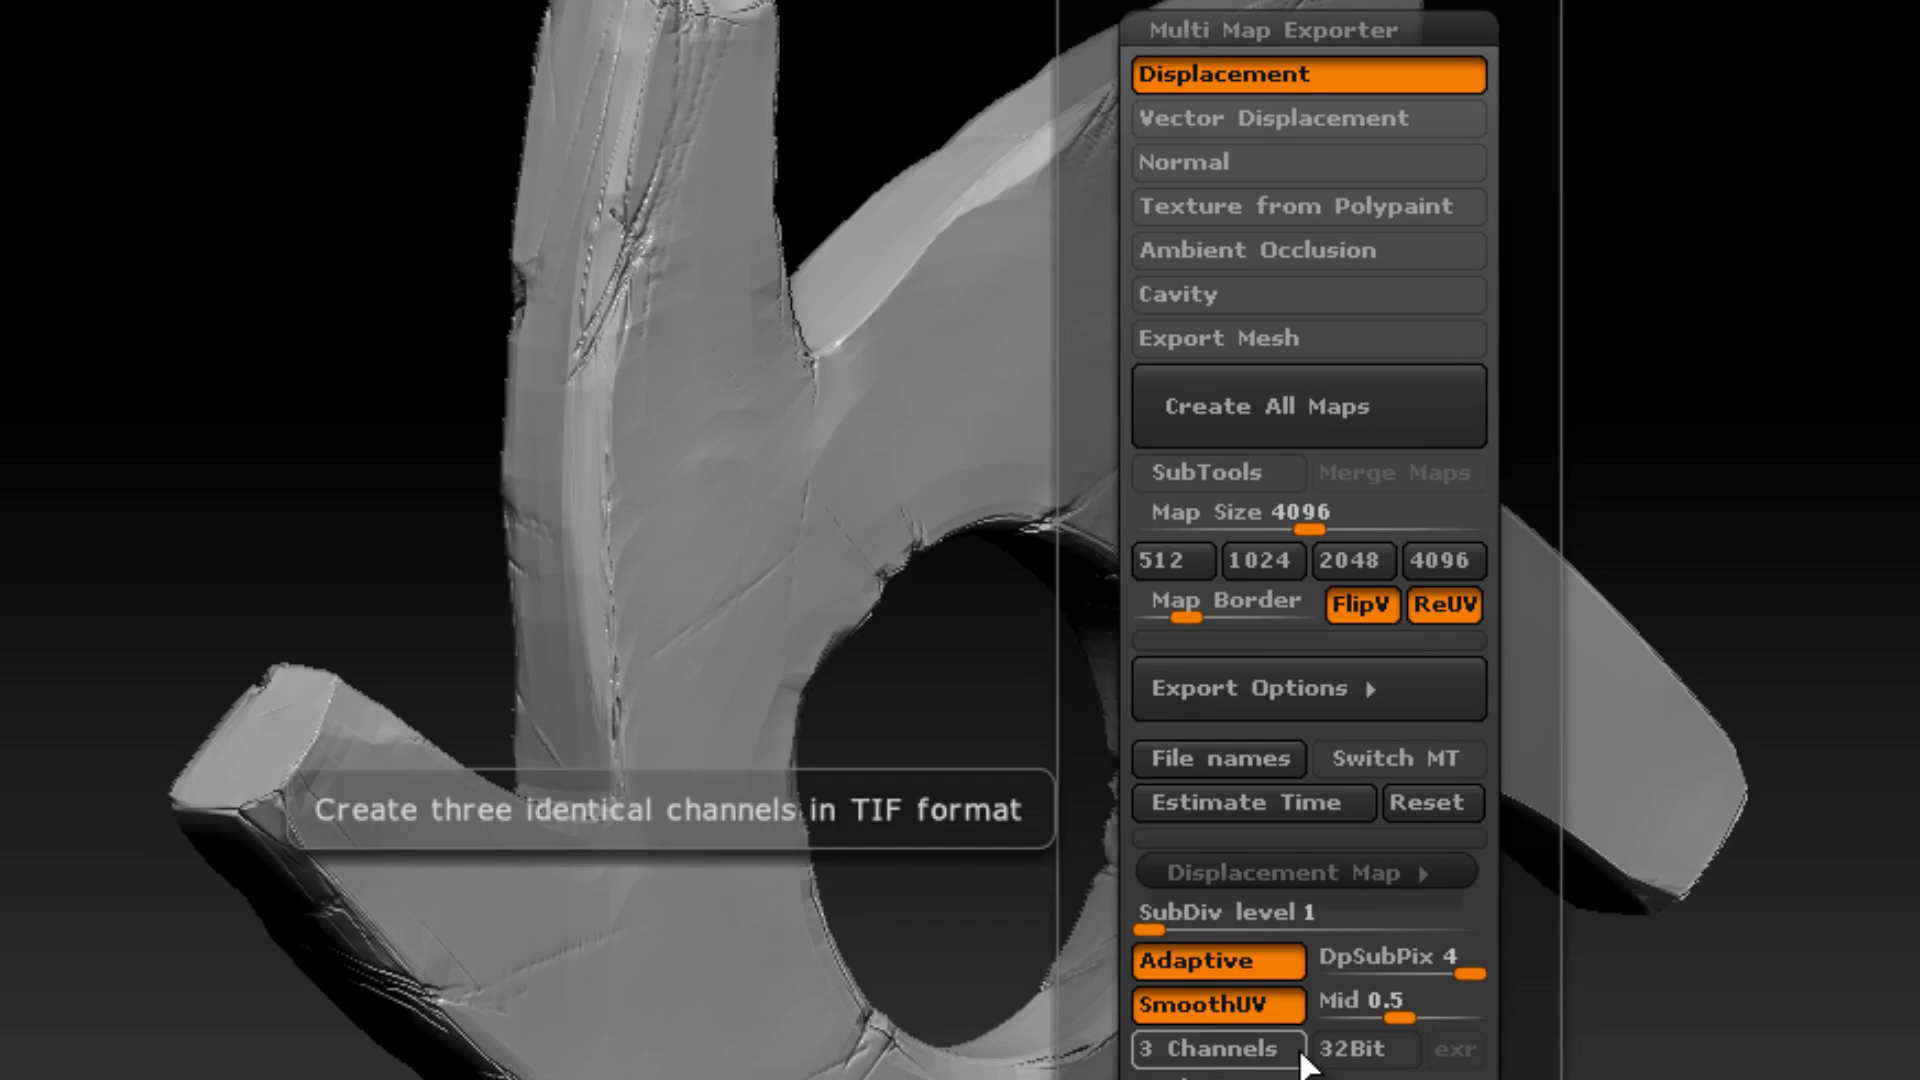 Multi Map Exporter
Displacement
Vector Displacement
Normal
Texture from Polypaint
Ambient Occlusion
Cavity
Export Mesh
Create All Maps
SubTools Merge Maps
Map Size 4096
512 1024 2048 4096
Map Border FlipV ReUV
Export Options
File names Switch MT
Estimate Time Reset
Create three identical channels in TIF format
Displacement Map
SubDiv level 1
Adaptive DpSubPix 4
SmoothUV Mid 0.5
3 Channels 32Bit exr